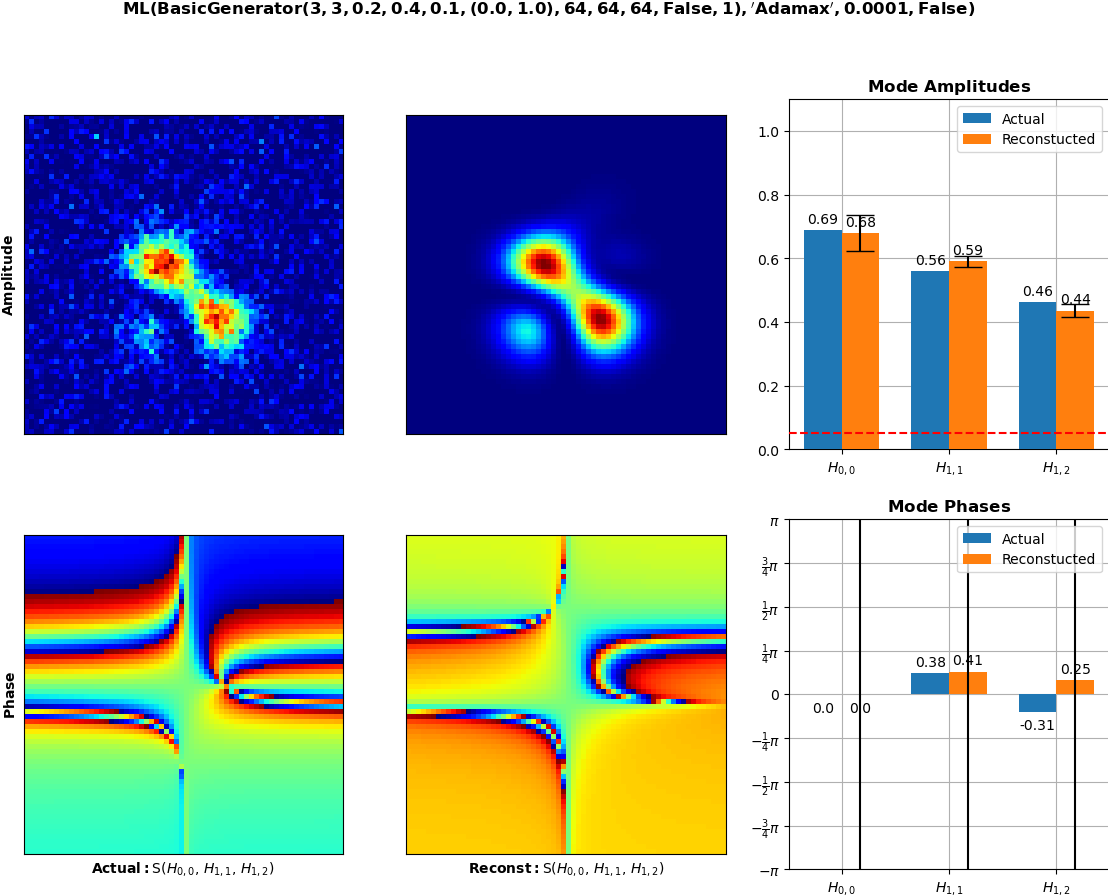 ML(BasicGenerator(3, 3, 0.2, 0.4, 0.1, (0.0, 1.0), 64, 64, 64, False, 1), ′Adamax′, 0.0001, False)
Amplitude
Mode Amplitudes
Actual
Reconstucted
1.0
0.8
0.6
0.4
0.2
0.0
0.69
0.68
0.56
0.59
0.46
0.44
H₀,₀
H₁,₁
H₁,₂
Phase
Actual: S(H₀,₀, H₁,₁, H₁,₂)
Reconst: S(H₀,₀, H₁,₁, H₁,₂)
Mode Phases
Actual
Reconstucted
π
3/4π
1/2π
1/4π
0
−1/4π
−1/2π
−3/4π
−π
0.0
0.0
0.38
0.41
-0.31
0.25
H₀,₀
H₁,₁
H₁,₂